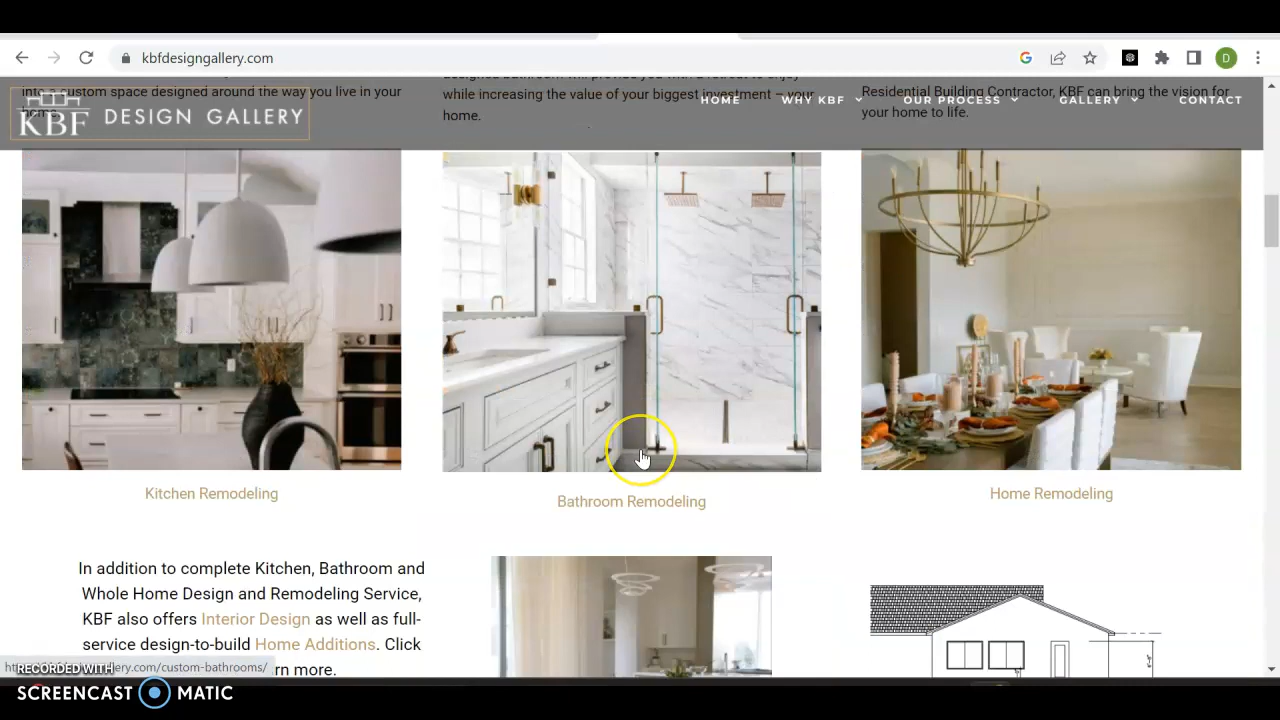 kbfdesigngallery.com
D
into a custom space designed around the way you live in your
while increasing the value of your biggest investment – your
home.
Residential Building Contractor, KBF can bring the vision for
your home to life.
KBF DESIGN GALLERY
HOME WHY KBF OUR PROCESS GALLERY CONTACT
Kitchen Remodeling
Bathroom Remodeling
Home Remodeling
In addition to complete Kitchen, Bathroom and
Whole Home Design and Remodeling Service,
KBF also offers Interior Design as well as full-
service design-to-build Home Additions. Click
more.
gallery.com/custom-bathrooms/
RECORDED WITH
SCREENCAST MATIC